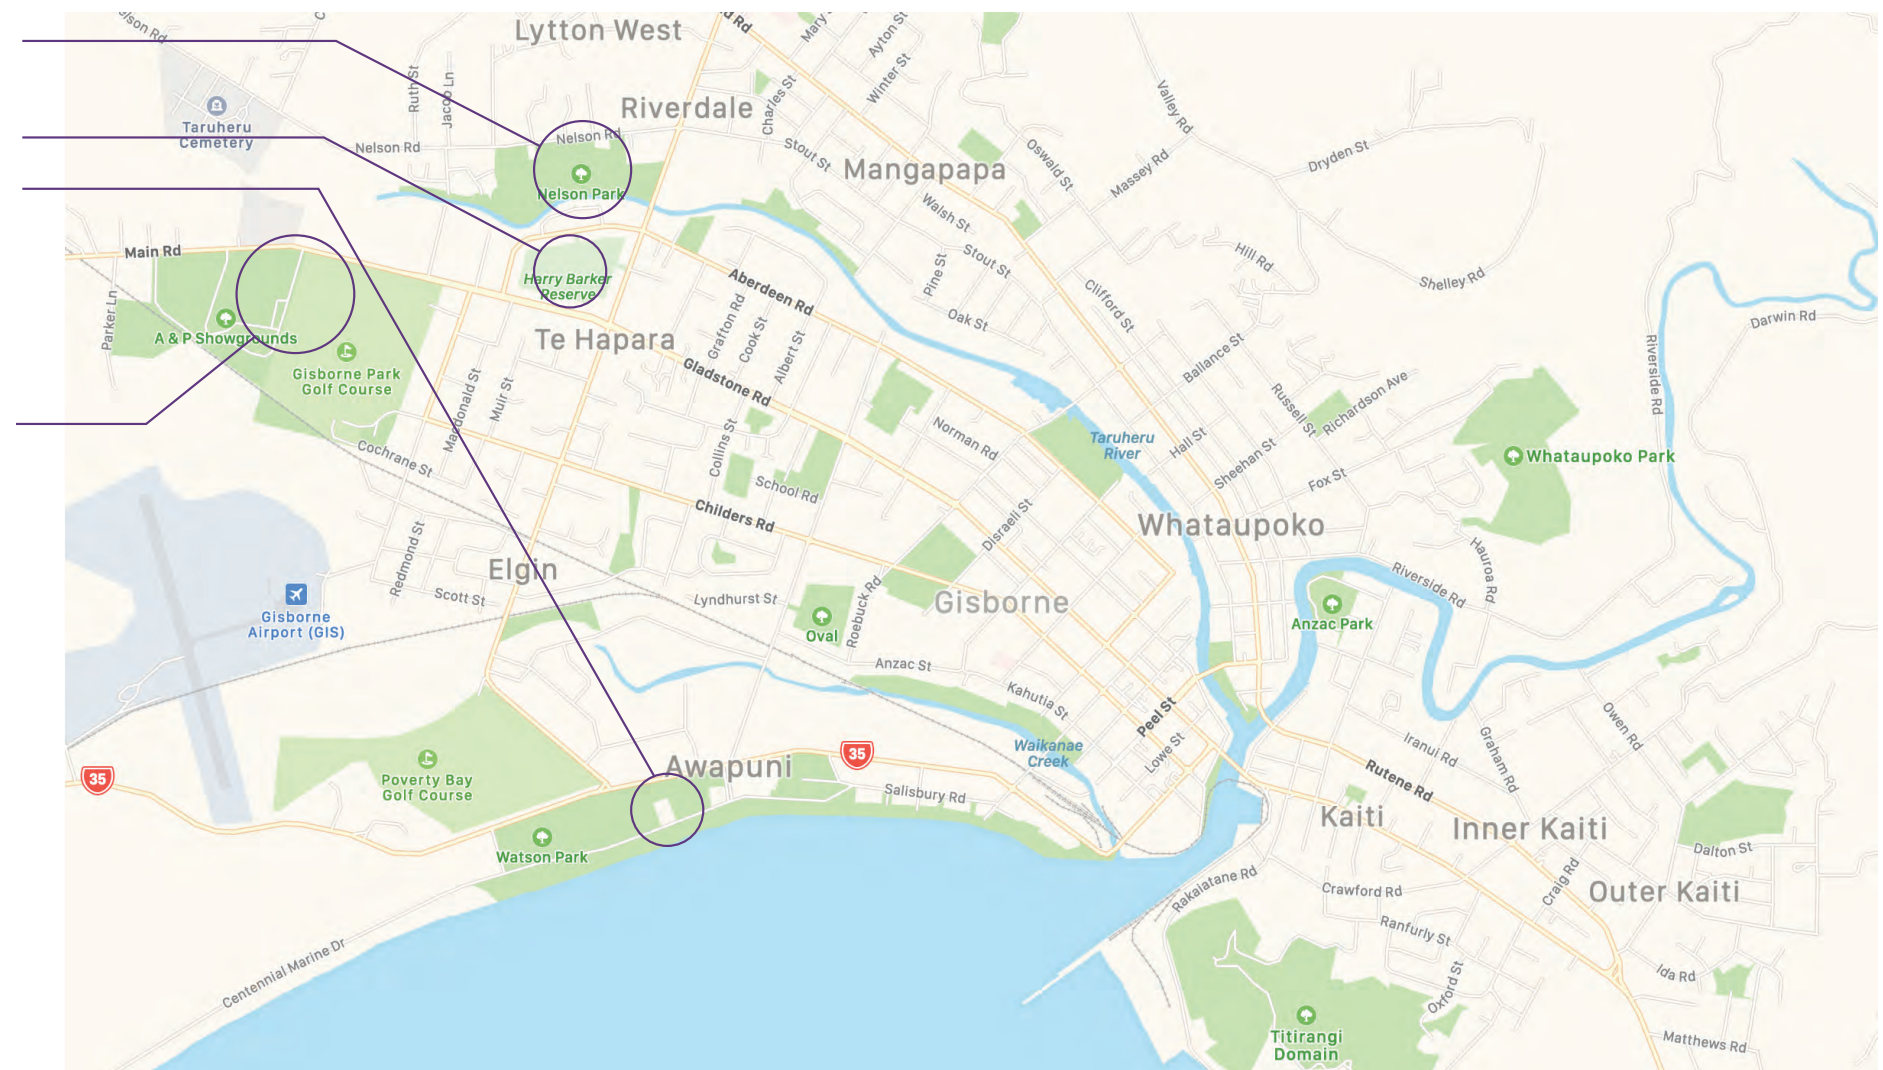 Lytton West
Nelson Rd
Rd
Mary
Ayton St
Winter St
Ruth St
Jacob Ln
Riverdale
Charles St
Valley Rd
Taruheru
Cemetery
Nelson Rd
Nelson Rd
Stout St
Mangapapa
Oswald St
Massey Rd
Dryden St
Nelson Park
Walsh St
Main Rd
Stout St
Hill Rd
Shelley Rd
Harry Barker
Reserve
Aberdeen Rd
Pine St
Clifford St
Parker Ln
A & P Showgrounds
Te Hapara
Grafton Rd
Cook St
Albert St
Oak St
Darwin Rd
Riverside Rd
Gisborne Park
Golf Course
Gladstone Rd
Ballance St
Russell St
Richardson Ave
Macdonald St
Muir St
Collins St
Norman Rd
Taruheru
River
Hall St
Sheehan St
Whataupoko Park
Cochrane St
School Rd
Fox St
Childers Rd
Disraeli St
Whataupoko
Redmond St
Elgin
Hauroa Rd
Riverside Rd
Scott St
Lyndhurst St
Roebuck Rd
Gisborne
Gisborne
Airport (GIS)
Oval
Anzac Park
Anzac St
Kahutia St
Peel St
Owen Rd
Waikanae
Creek
Lowe St
Iranui Rd
Graham Rd
35
Awapuni
35
Poverty Bay
Golf Course
Salisbury Rd
Rutene Rd
Kaiti
Inner Kaiti
Watson Park
Dalton St
Rakaiatane Rd
Crawford Rd
Craig Rd
Outer Kaiti
Ranfurly St
Centennial Marine Dr
Oxford St
Ida Rd
Titirangi
Domain
Matthews Rd